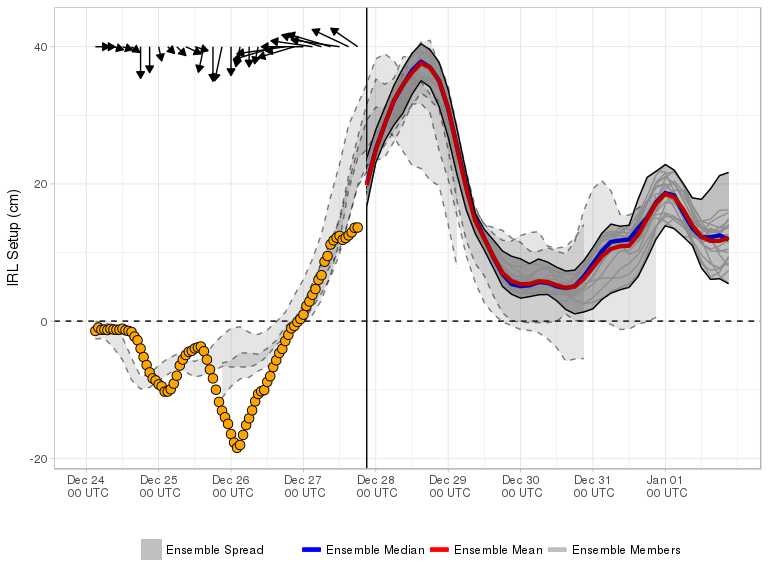 IRL Setup (cm)
40
20
0
-20
Dec 24 Dec 25 Dec 26 Dec 27 Dec 28 Dec 29 Dec 30 Dec 31 Jan 01
00 UTC 00 UTC 00 UTC 00 UTC 00 UTC 00 UTC 00 UTC 00 UTC 00 UTC
Ensemble Spread Ensemble Median Ensemble Mean Ensemble Members